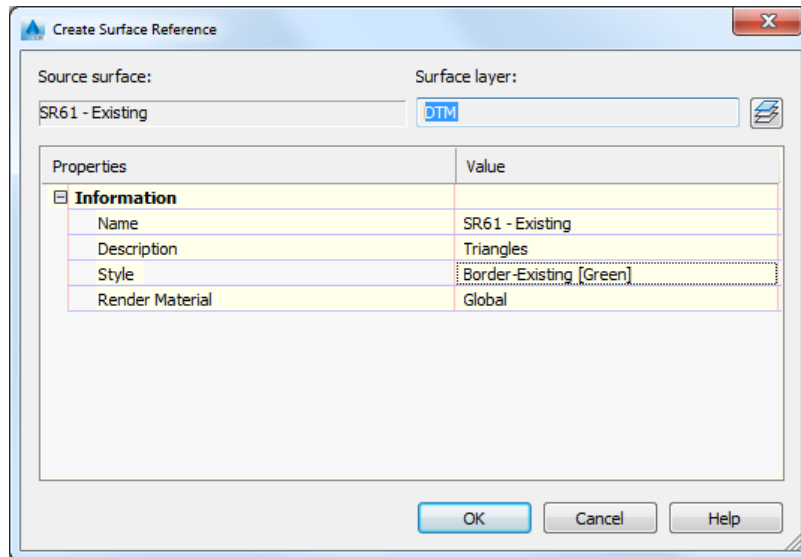 Create Surface Reference
Source surface: Surface layer:
SR61 - Existing DTM
Properties Value
Information
Name SR61 - Existing
Description Triangles
Style Border-Existing [Green]
Render Material Global
OK Cancel Help